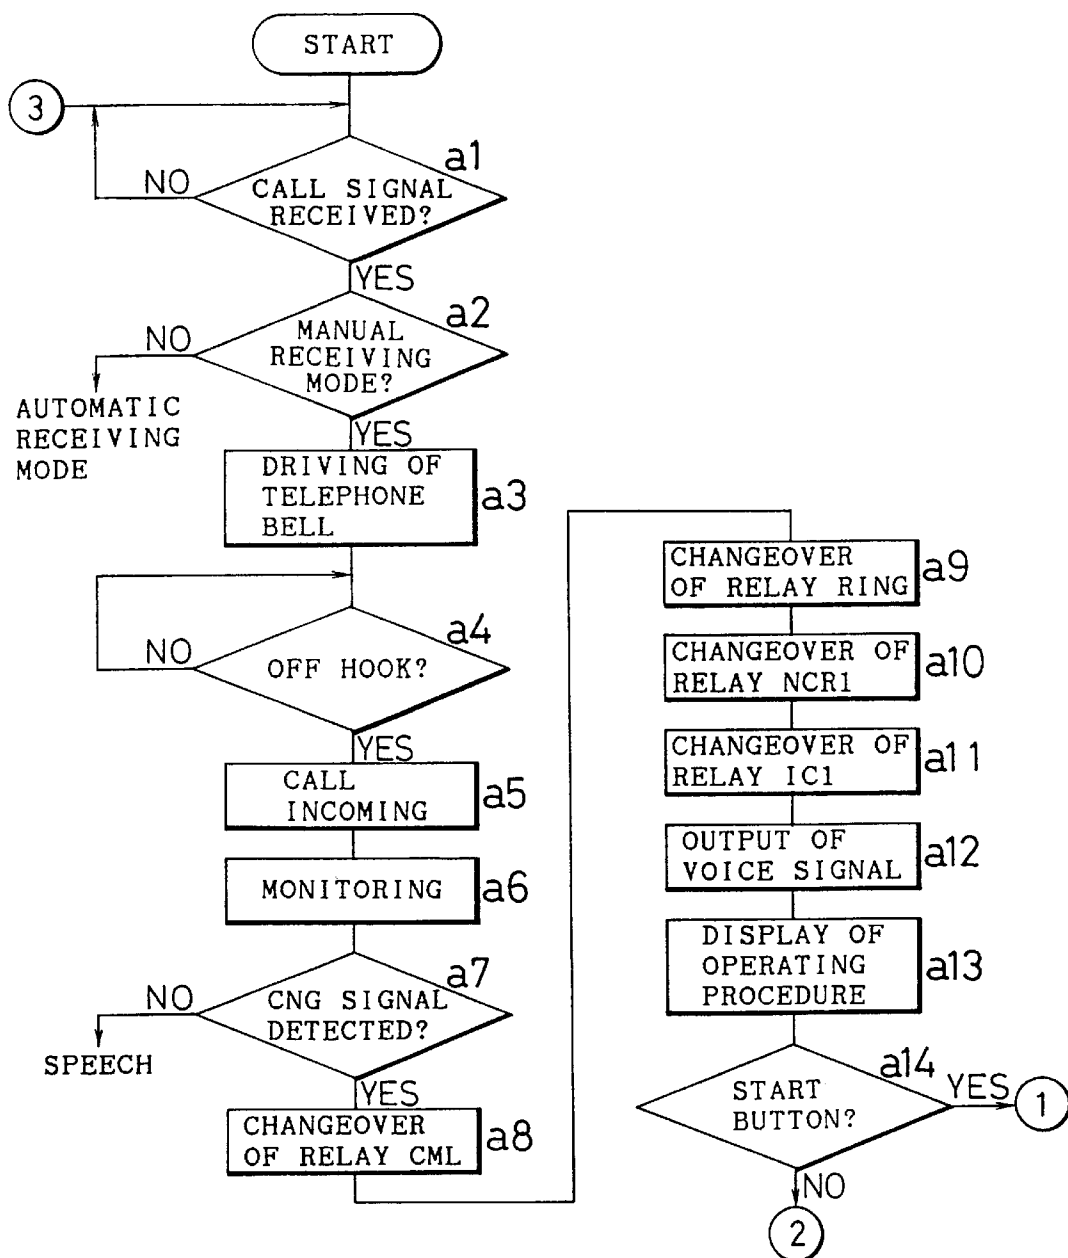 START
3
a1
NO
CALL SIGNAL
RECEIVED?
YES
a2
NO
MANUAL
RECEIVING
MODE?
AUTOMATIC
RECEIVING
MODE
YES
DRIVING OF
TELEPHONE
BELL
a3
a4
NO
OFF HOOK?
YES
CALL
INCOMING
a5
MONITORING
a6
a7
NO
CNG SIGNAL
DETECTED?
SPEECH
YES
CHANGEOVER
OF RELAY CML
a8
CHANGEOVER
OF RELAY RING
a9
CHANGEOVER OF
RELAY NCR1
a10
CHANGEOVER OF
RELAY IC1
a11
OUTPUT OF
VOICE SIGNAL
a12
DISPLAY OF
OPERATING
PROCEDURE
a13
a14
START
BUTTON?
YES
1
NO
2